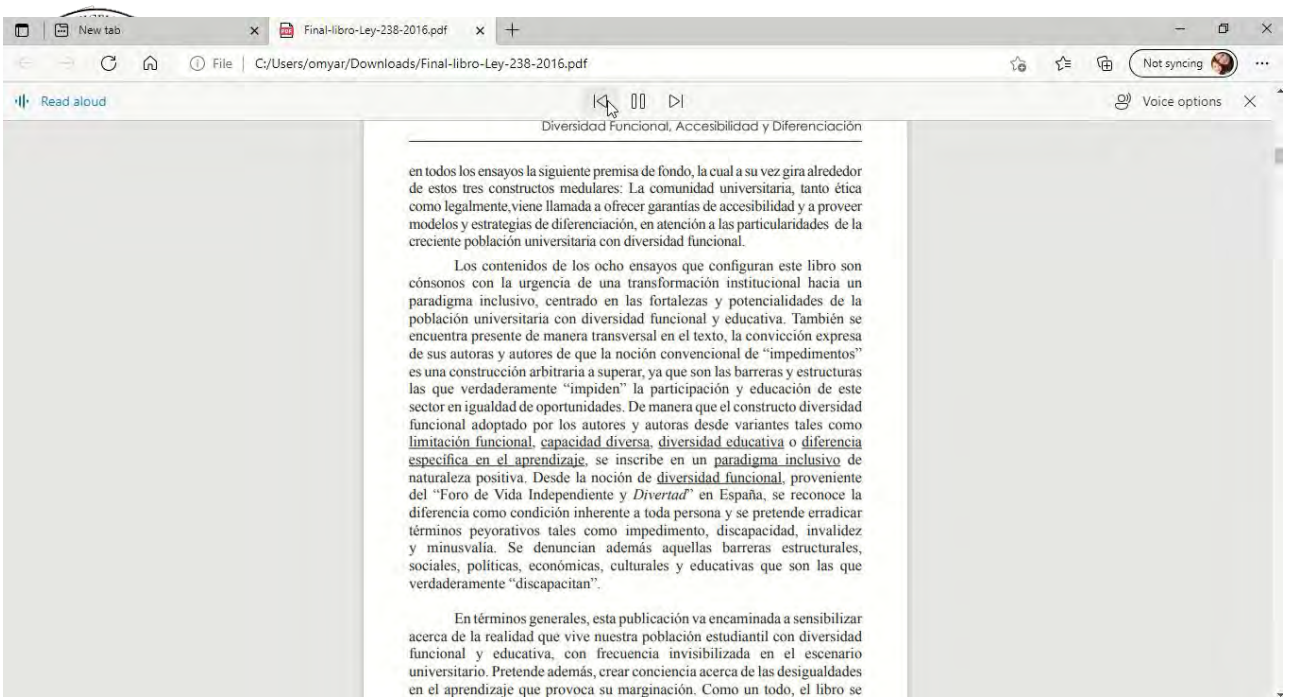 New tab
Final-libro-Ley-238-2016.pdf
File
C:/Users/omyar/Downloads/Final-libro-Ley-238-2016.pdf
Not syncing
Read aloud
Voice options
Diversidad Funcional, Accesibilidad y Diferenciación
en todos los ensayos la siguiente premisa de fondo, la cual a su vez gira alrededor
de estos tres constructos medulares: La comunidad universitaria, tanto ética
como legalmente,viene llamada a ofrecer garantías de accesibilidad y a proveer
modelos y estrategias de diferenciación, en atención a las particularidades de la
creciente población universitaria con diversidad funcional.
Los contenidos de los ocho ensayos que configuran este libro son
cónsonos con la urgencia de una transformación institucional hacia un
paradigma inclusivo, centrado en las fortalezas y potencialidades de la
población universitaria con diversidad funcional y educativa. También se
encuentra presente de manera transversal en el texto, la convicción expresa
de sus autoras y autores de que la noción convencional de “impedimentos”
es una construcción arbitraria a superar, ya que son las barreras y estructuras
las que verdaderamente “impiden” la participación y educación de este
sector en igualdad de oportunidades. De manera que el constructo diversidad
funcional adoptado por los autores y autoras desde variantes tales como
limitación funcional, capacidad diversa, diversidad educativa o diferencia
específica en el aprendizaje, se inscribe en un paradigma inclusivo de
naturaleza positiva. Desde la noción de diversidad funcional, proveniente
del “Foro de Vida Independiente y Divertad” en España, se reconoce la
diferencia como condición inherente a toda persona y se pretende erradicar
términos peyorativos tales como impedimento, discapacidad, invalidez
y minusvalía. Se denuncian además aquellas barreras estructurales,
sociales, políticas, económicas, culturales y educativas que son las que
verdaderamente “discapacitan”.
En términos generales, esta publicación va encaminada a sensibilizar
acerca de la realidad que vive nuestra población estudiantil con diversidad
funcional y educativa, con frecuencia invisibilizada en el escenario
universitario. Pretende además, crear conciencia acerca de las desigualdades
en el aprendizaje que provoca su marginación. Como un todo, el libro se